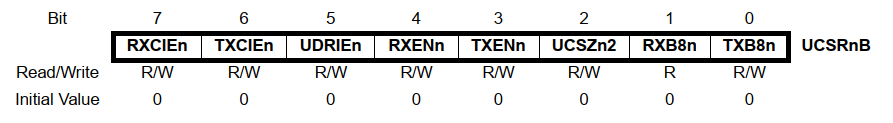 Bit 7 6 5 4 3 2 1 0
RXCIEn TXCIEn UDRIEn RXENn TXENn UCSZn2 RXB8n TXB8n UCSRnB
Read/Write R/W R/W R/W R/W R/W R/W R R/W
Initial Value 0 0 0 0 0 0 0 0